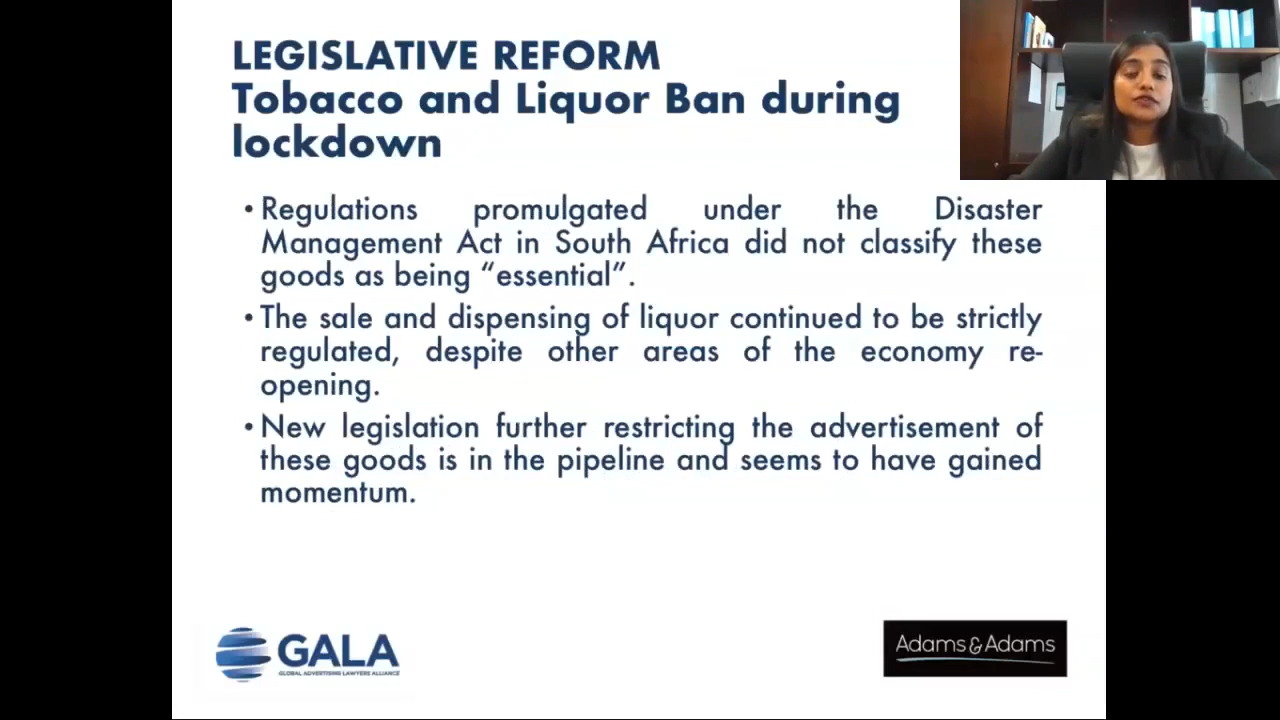 LEGISLATIVE REFORM
Tobacco and Liquor Ban during
lockdown
• Regulations promulgated under the Disaster
Management Act in South Africa did not classify these
goods as being “essential”.
• The sale and dispensing of liquor continued to be strictly
regulated, despite other areas of the economy re-
opening.
• New legislation further restricting the advertisement of
these goods is in the pipeline and seems to have gained
momentum.
GALA
GLOBAL ADVERTISING LAWYERS ALLIANCE
Adams&Adams